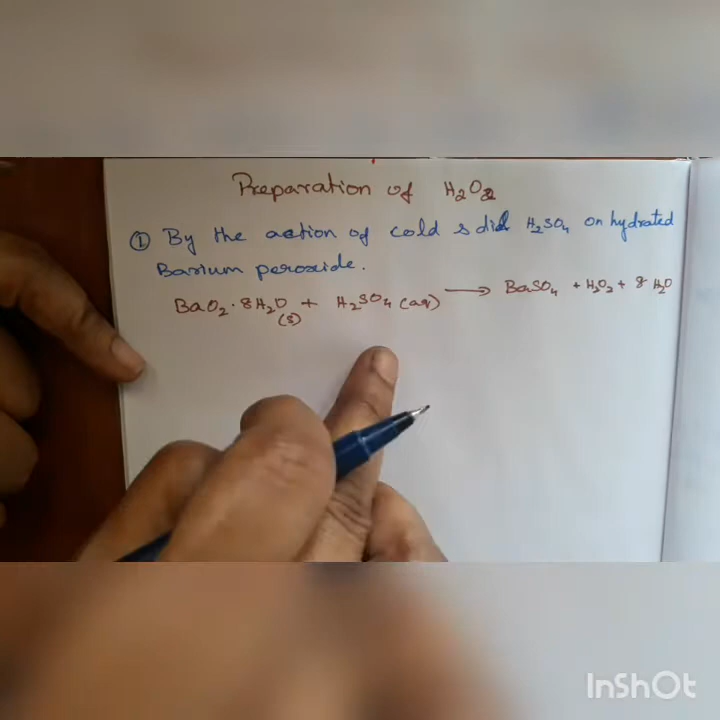 Preparation of H₂O₂
① By the action of cold & dil H₂SO₄ on hydrated
Barium peroxide.
BaO₂·8H₂O (s) + H₂SO₄ (aq) ⟶ BaSO₄ + H₂O₂ + 8 H₂O
InShOt